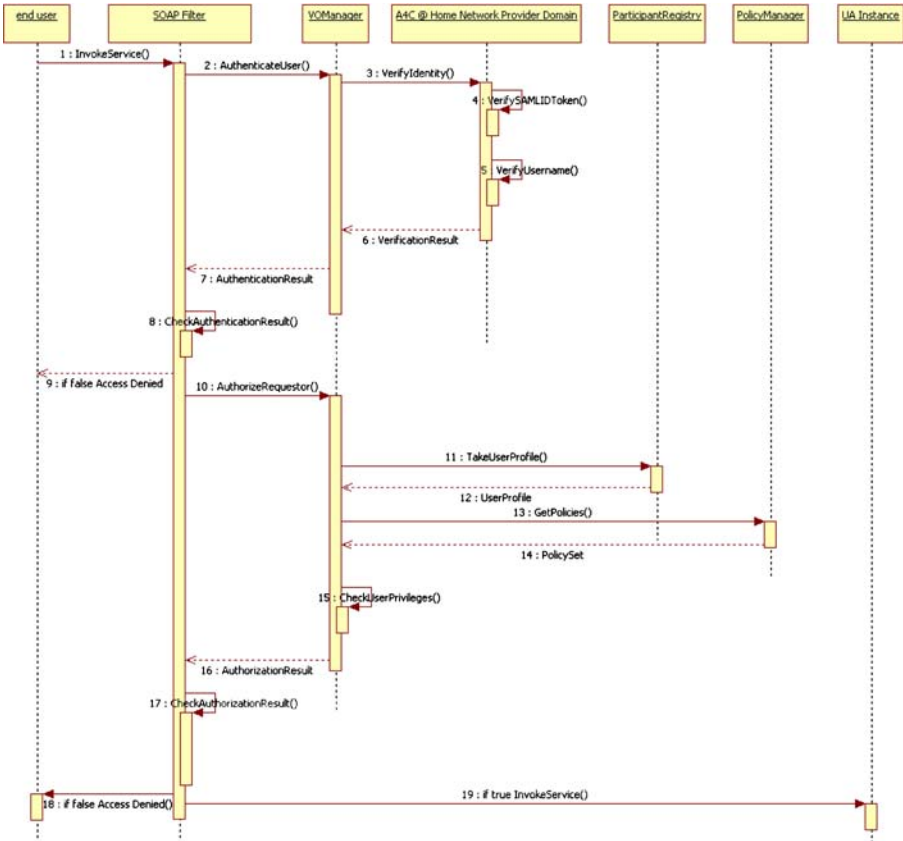 end user
SOAP Filter
VOManager
A4C @ Home Network Provider Domain
ParticipantRegistry
PolicyManager
UA Instance
1 : InvokeService()
2 : AuthenticateUser()
3 : VerifyIdentity()
4 : VerifySAMLIDToken()
5 : VerifyUsername()
6 : VerificationResult
7 : AuthenticationResult
8 : CheckAuthenticationResult()
9 : if false Access Denied
10 : AuthorizeRequestor()
11 : TakeUserProfile()
12 : UserProfile
13 : GetPolicies()
14 : PolicySet
15 : CheckUserPrivileges()
16 : AuthorizationResult
17 : CheckAuthorizationResult()
18 : if false Access Denied()
19 : if true InvokeService()